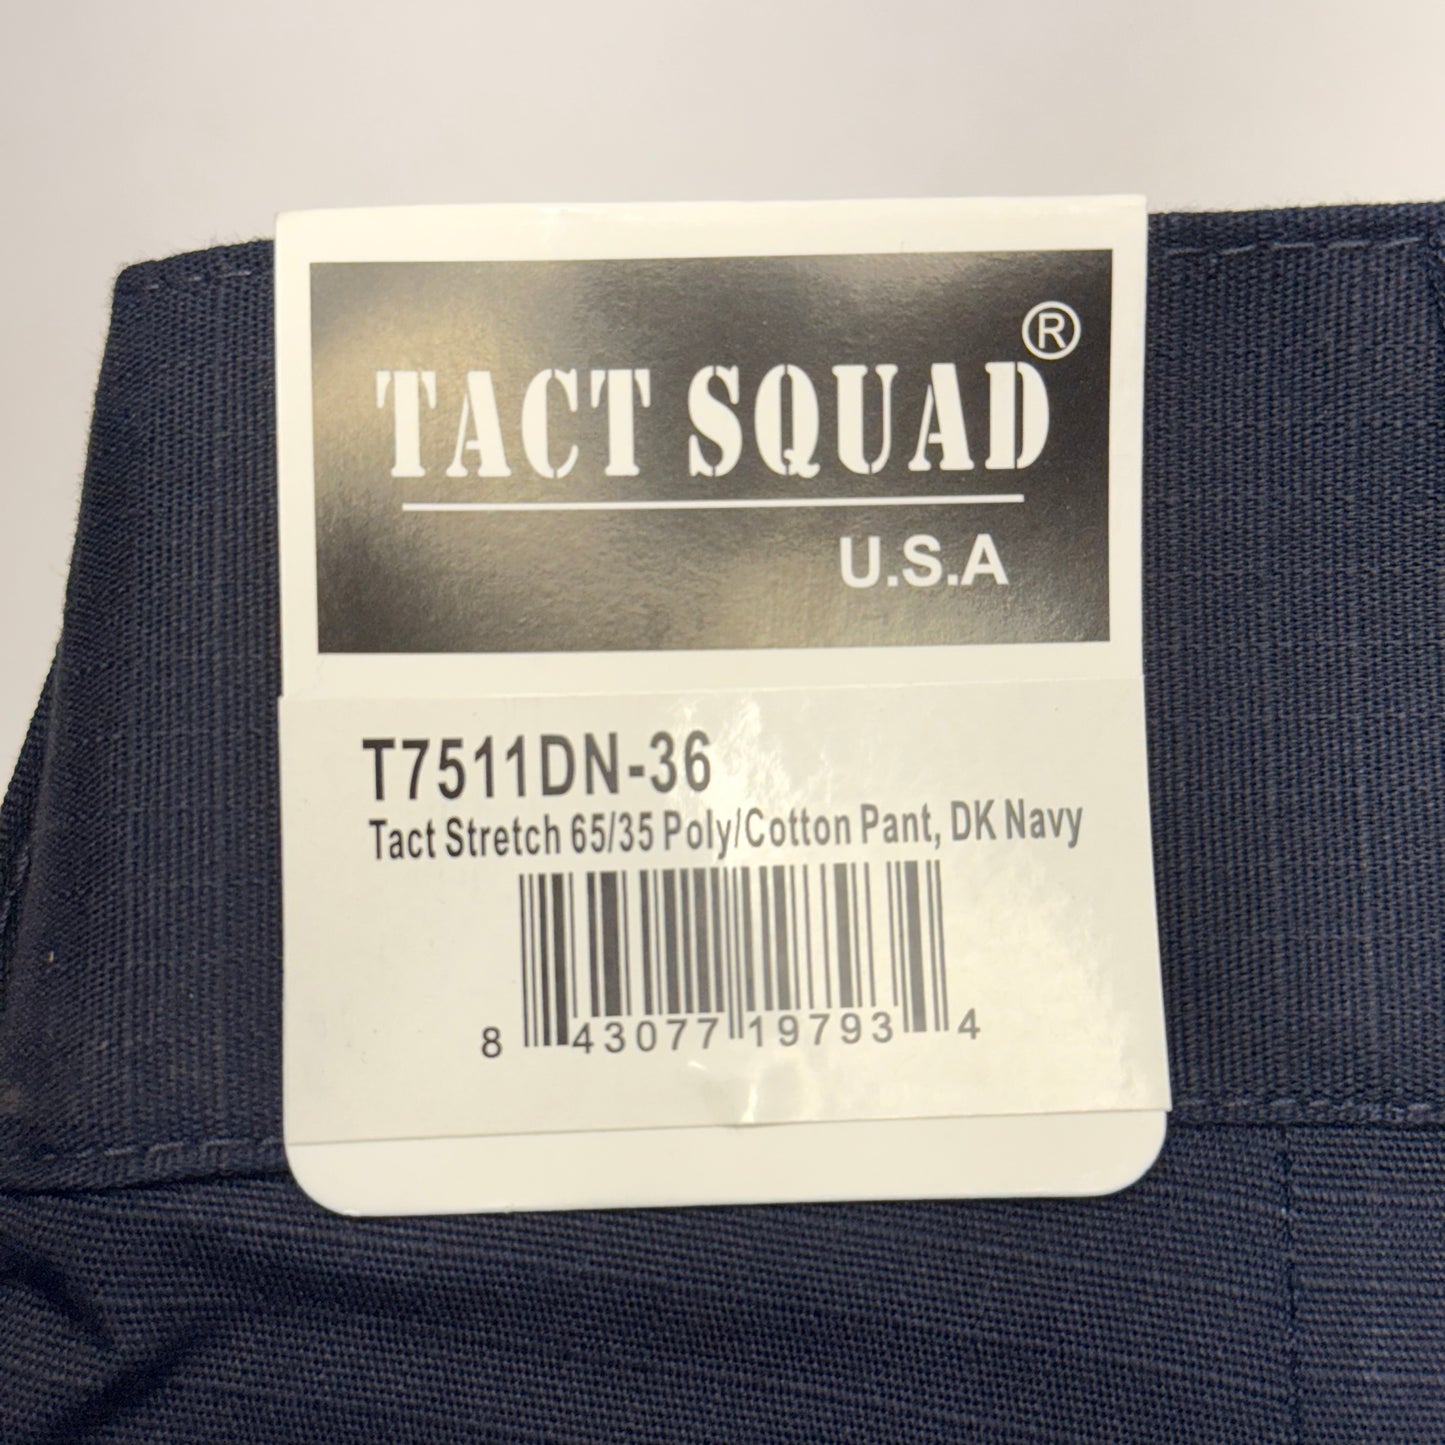 TACT SQUAD®
U.S.A
T7511DN-36
Tact Stretch 65/35 Poly/Cotton Pant, DK Navy
8 43077 19793 4